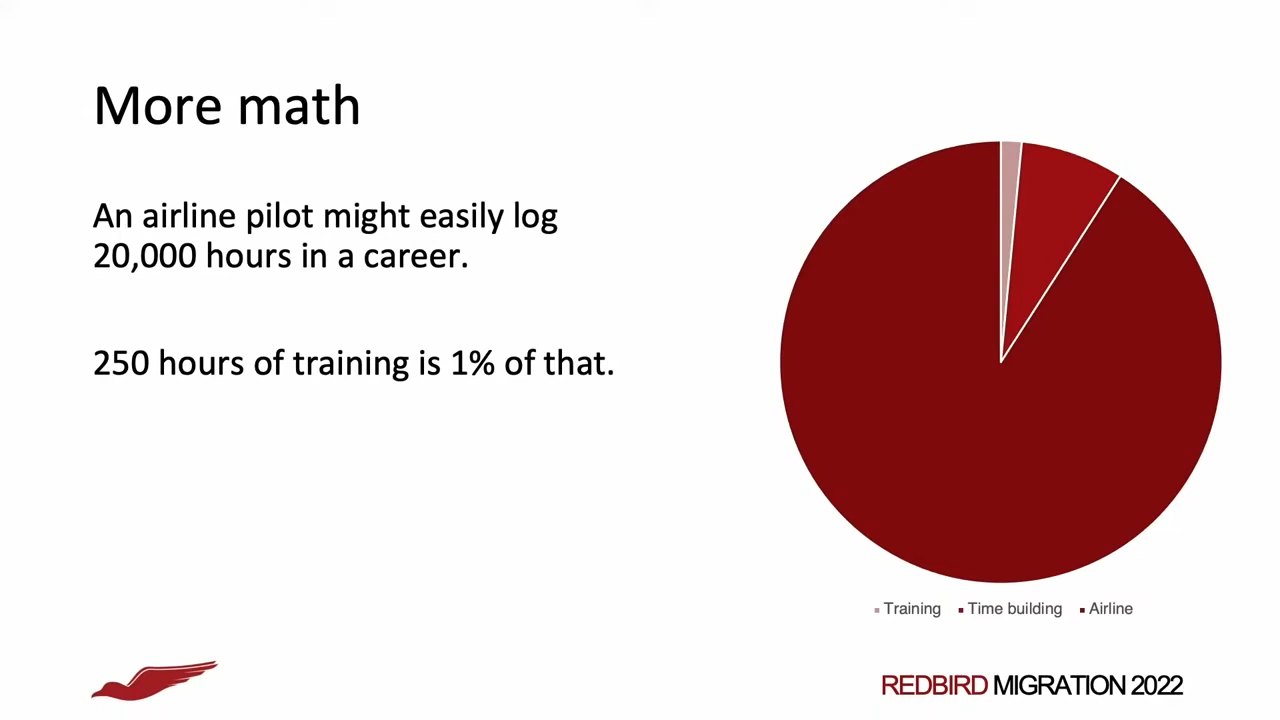 More math
An airline pilot might easily log
20,000 hours in a career.
250 hours of training is 1% of that.
Training Time building Airline
REDBIRD MIGRATION 2022